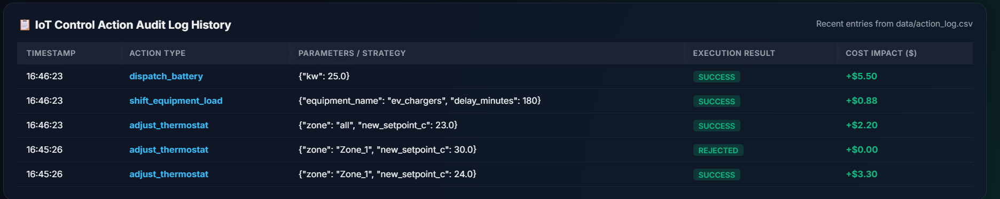 📋 IoT Control Action Audit Log History
Recent entries from data/action_log.csv
TIMESTAMP ACTION TYPE PARAMETERS / STRATEGY EXECUTION RESULT COST IMPACT ($)
16:46:23 dispatch_battery {"kw": 25.0} SUCCESS +$5.50
16:46:23 shift_equipment_load {"equipment_name": "ev_chargers", "delay_minutes": 180} SUCCESS +$0.88
16:46:23 adjust_thermostat {"zone": "all", "new_setpoint_c": 23.0} SUCCESS +$2.20
16:45:26 adjust_thermostat {"zone": "Zone_1", "new_setpoint_c": 30.0} REJECTED +$0.00
16:45:26 adjust_thermostat {"zone": "Zone_1", "new_setpoint_c": 24.0} SUCCESS +$3.30